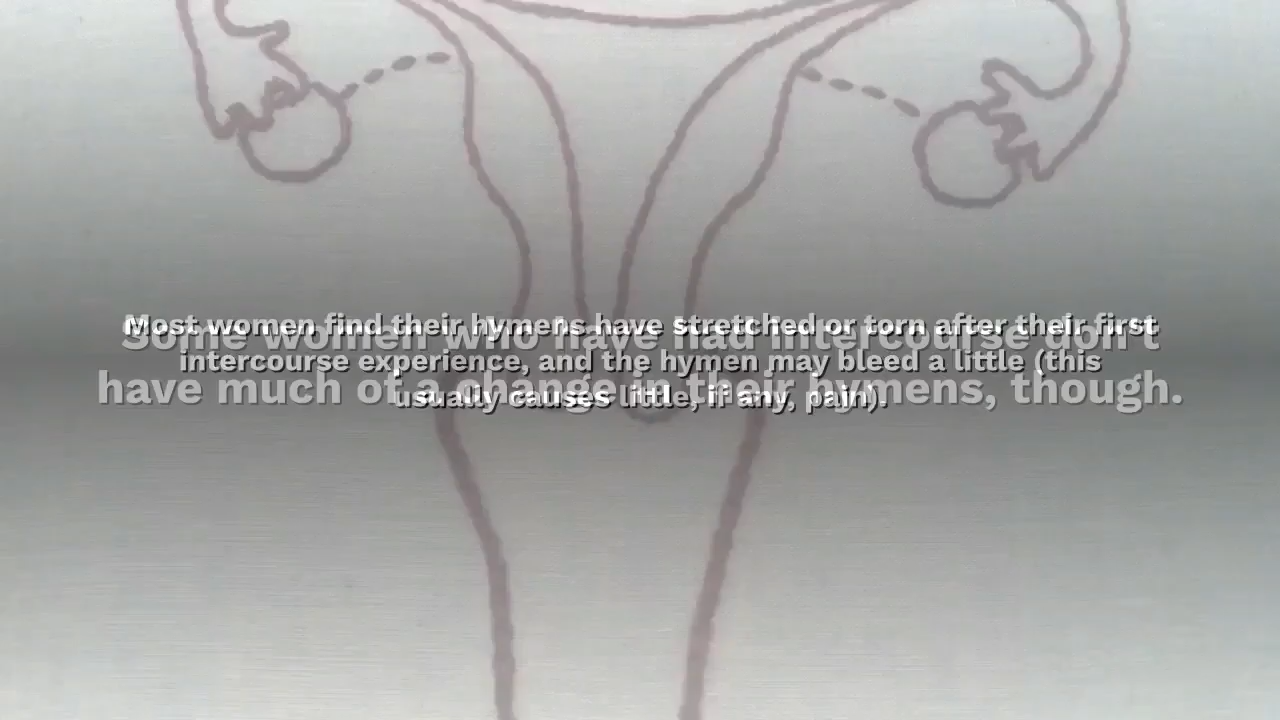 Most women find their hymens have stretched or torn after their first
intercourse experience, and the hymen may bleed a little (this
usually causes little, if any, pain).
Some women who have had intercourse don't
have much of a change in their hymens, though.